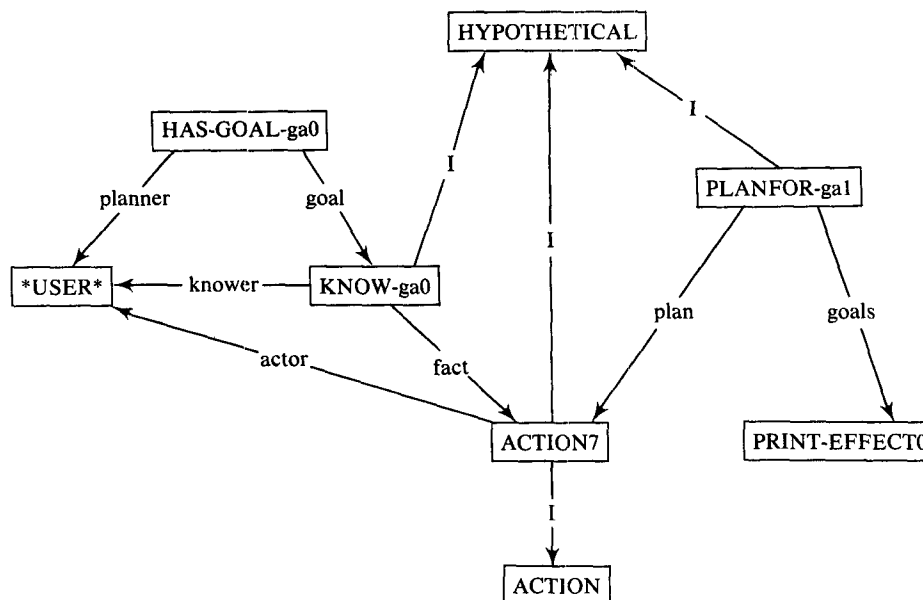 HYPOTHETICAL
HAS-GOAL-ga0
I
I
PLANFOR-ga1
planner
goal
I
*USER*
knower
KNOW-ga0
plan
goals
actor
fact
ACTION7
PRINT-EFFECT0
I
ACTION